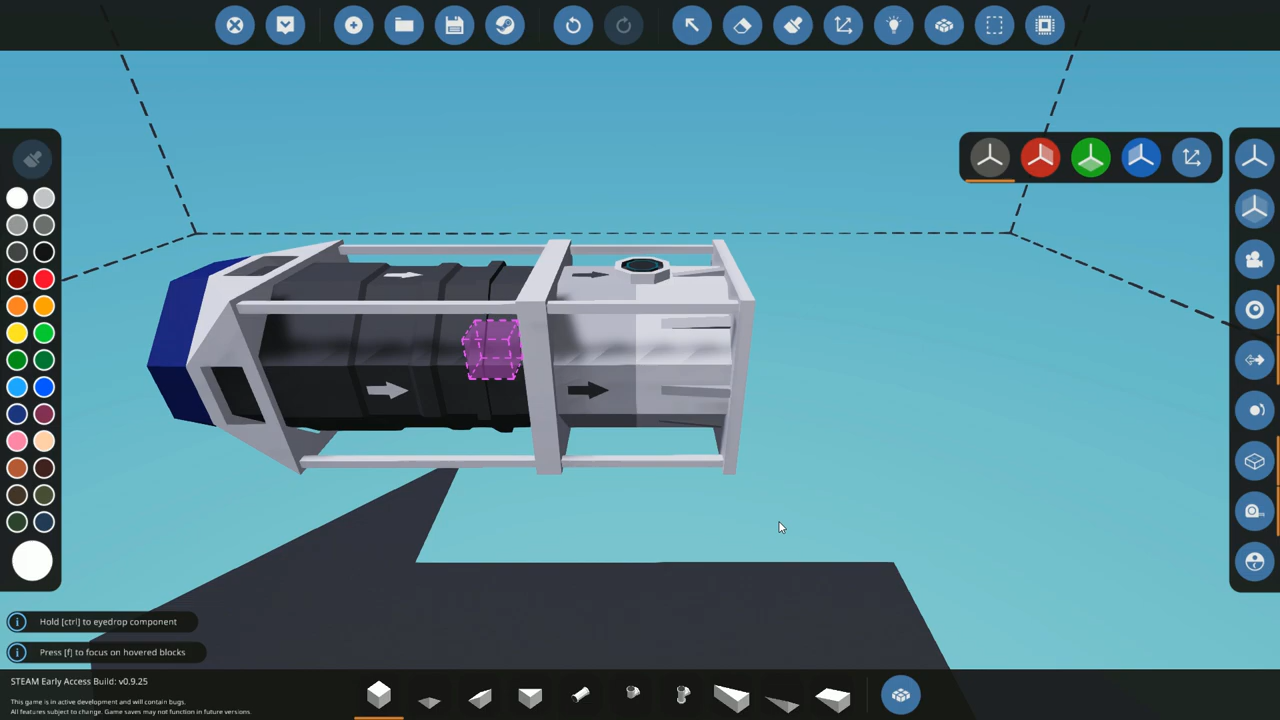 Hold [ctrl] to eyedrop component
Press [f] to focus on hovered blocks
STEAM Early Access Build: v0.9.25
This game is in active development and will contain bugs.
All features subject to change. Game saves may not function in future versions.